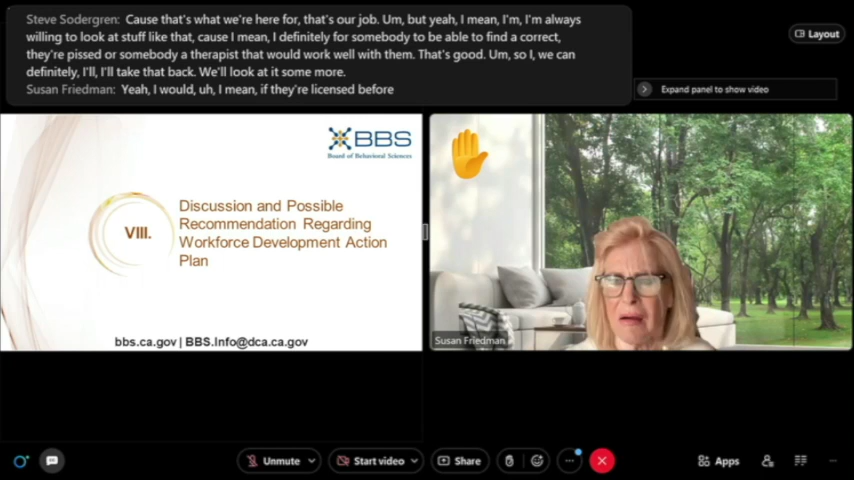 Steve Sodergren: Cause that's what we're here for, that's our job. Um, but yeah, I mean, I'm, I'm always
willing to look at stuff like that, cause I mean, I definitely for somebody to be able to find a correct,
they're pissed or somebody a therapist that would work well with them. That's good. Um, so I, we can
definitely, I'll, I'll take that back. We'll look at it some more.
Susan Friedman: Yeah, I would, uh, I mean, if they're licensed before
Layout
Expand panel to show video
BBS
Board of Behavioral Sciences
VIII.
Discussion and Possible
Recommendation Regarding
Workforce Development Action
Plan
bbs.ca.gov | BBS.Info@dca.ca.gov
Susan Friedman
Unmute
Start video
Share
Apps